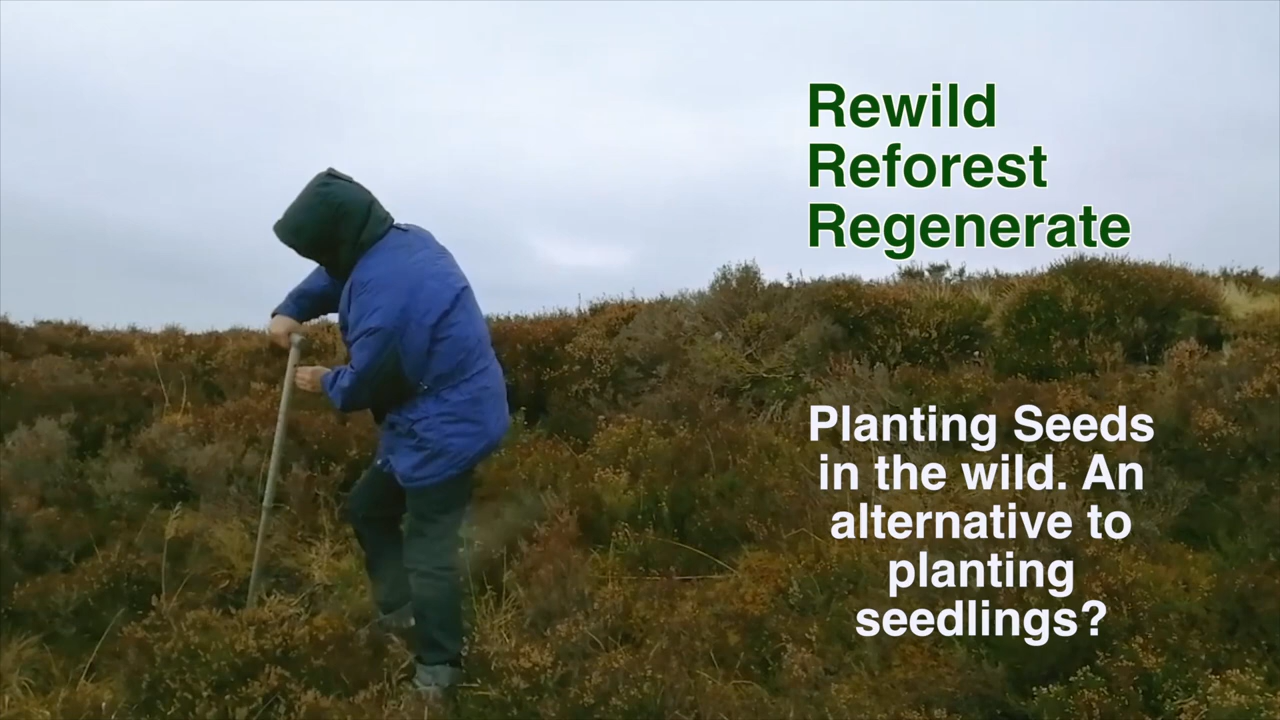 Rewild
Reforest
Regenerate
Planting Seeds
in the wild. An
alternative to
planting
seedlings?